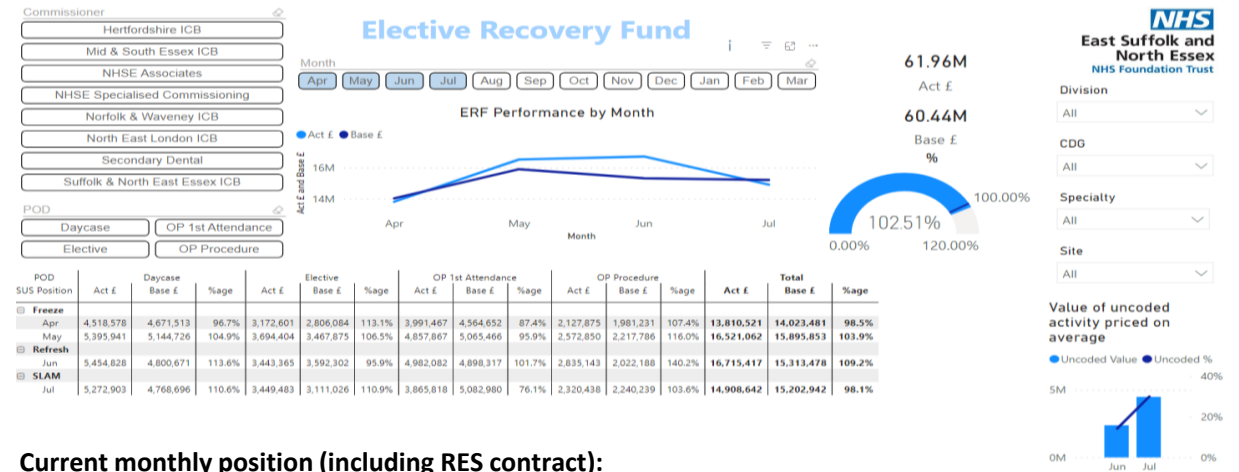 Commissioner
Hertfordshire ICB
Mid & South Essex ICB
NHSE Associates
NHSE Specialised Commissioning
Norfolk & Waveney ICB
North East London ICB
Secondary Dental
Suffolk & North East Essex ICB
POD
Daycase OP 1st Attendance
Elective OP Procedure
Elective Recovery Fund
Month
Apr May Jun Jul Aug Sep Oct Nov Dec Jan Feb Mar
ERF Performance by Month
Act £ Base £
Act £ and Base £
16M
14M
Apr May Jun Jul
Month
61.96M
Act £
60.44M
Base £
%
100.00%
102.51%
0.00% 120.00%
NHS
East Suffolk and
North Essex
NHS Foundation Trust
Division
All
CDG
All
Specialty
All
Site
All
POD Daycase Elective OP 1st Attendance OP Procedure Total
SUS Position Act £ Base £ %age Act £ Base £ %age Act £ Base £ %age Act £ Base £ %age Act £ Base £ %age
Freeze
Apr 4,518,578 4,671,513 96.7% 3,172,601 2,806,084 113.1% 3,991,467 4,564,652 87.4% 2,127,875 1,981,231 107.4% 13,810,521 14,023,481 98.5%
May 5,395,941 5,144,726 104.9% 3,694,404 3,467,875 106.5% 4,857,867 5,065,466 95.9% 2,572,850 2,217,786 116.0% 16,521,062 15,895,853 103.9%
Refresh
Jun 5,454,828 4,800,671 113.6% 3,443,365 3,592,302 95.9% 4,982,082 4,898,317 101.7% 2,835,143 2,022,188 140.2% 16,715,417 15,313,478 109.2%
SLAM
Jul 5,272,903 4,768,696 110.6% 3,449,483 3,111,026 110.9% 3,865,818 5,082,980 76.1% 2,320,438 2,240,239 103.6% 14,908,642 15,202,942 98.1%
Value of uncoded
activity priced on
average
Uncoded Value Uncoded %
40%
5M
20%
0M 0%
Jun Jul
Current monthly position (including RES contract):